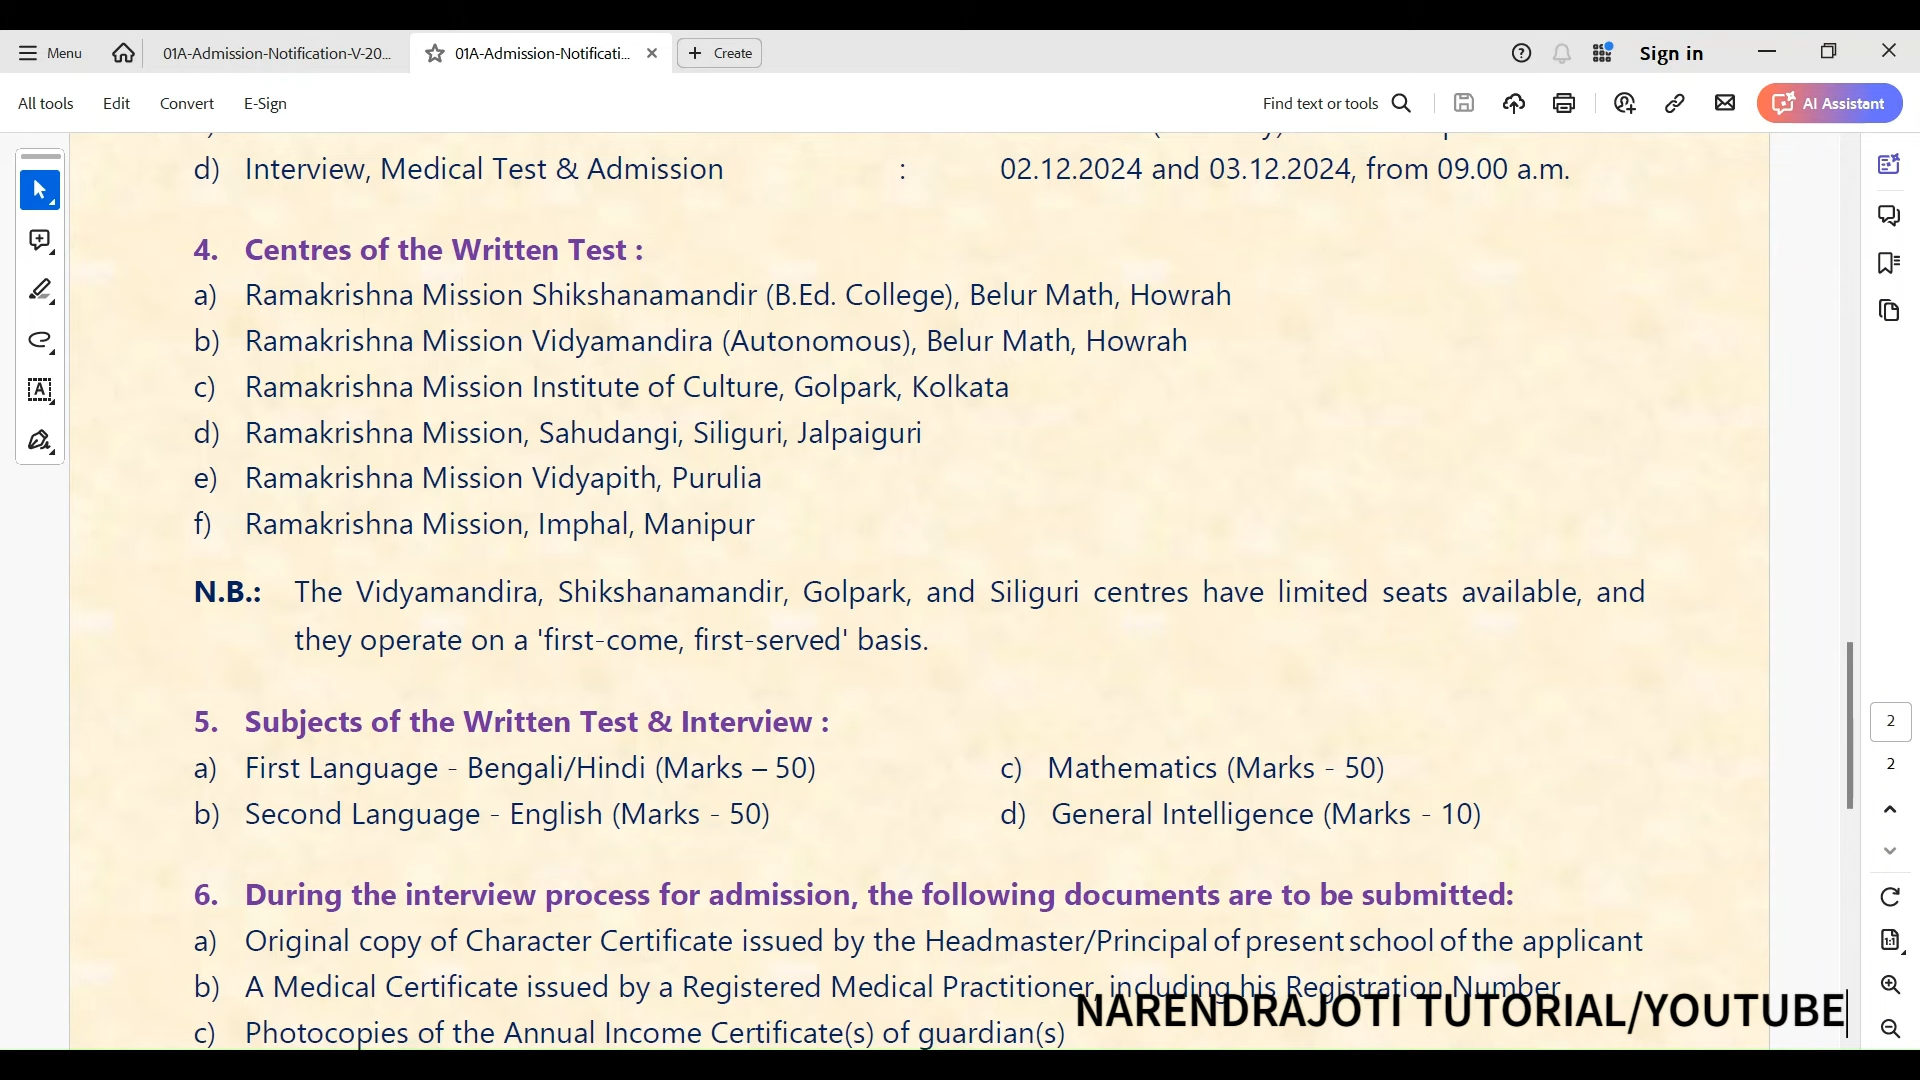 Menu
01A-Admission-Notification-V-20...
01A-Admission-Notificati...
Create
Sign in
All tools
Edit
Convert
E-Sign
Find text or tools
AI Assistant
d) Interview, Medical Test & Admission : 02.12.2024 and 03.12.2024, from 09.00 a.m.
4. Centres of the Written Test :
a) Ramakrishna Mission Shikshanamandir (B.Ed. College), Belur Math, Howrah
b) Ramakrishna Mission Vidyamandira (Autonomous), Belur Math, Howrah
c) Ramakrishna Mission Institute of Culture, Golpark, Kolkata
d) Ramakrishna Mission, Sahudangi, Siliguri, Jalpaiguri
e) Ramakrishna Mission Vidyapith, Purulia
f) Ramakrishna Mission, Imphal, Manipur
N.B.: The Vidyamandira, Shikshanamandir, Golpark, and Siliguri centres have limited seats available, and
they operate on a 'first-come, first-served' basis.
5. Subjects of the Written Test & Interview :
a) First Language - Bengali/Hindi (Marks – 50) c) Mathematics (Marks - 50)
b) Second Language - English (Marks - 50) d) General Intelligence (Marks - 10)
6. During the interview process for admission, the following documents are to be submitted:
a) Original copy of Character Certificate issued by the Headmaster/Principal of present school of the applicant
b) A Medical Certificate issued by a Registered Medical Practitioner, including his Registration Number
c) Photocopies of the Annual Income Certificate(s) of guardian(s)
NARENDRAJOTI TUTORIAL/YOUTUBE
2
2